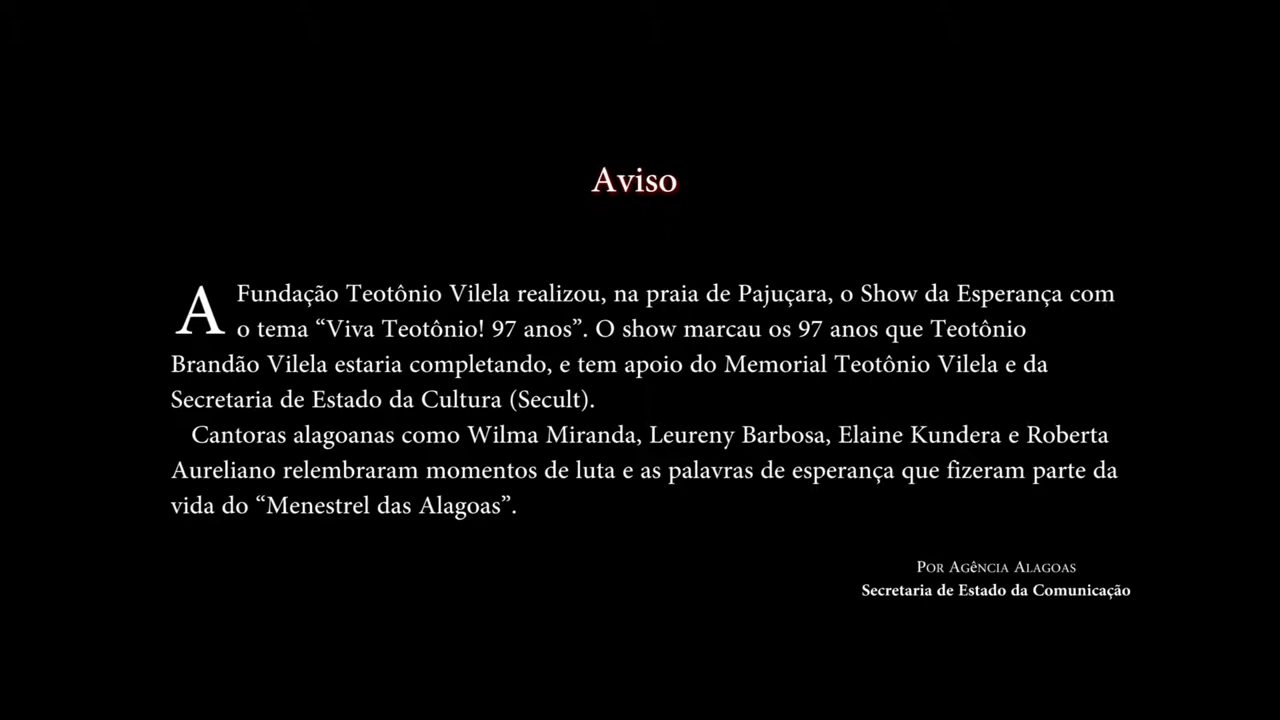 Aviso
A Fundação Teotônio Vilela realizou, na praia de Pajuçara, o Show da Esperança com
o tema “Viva Teotônio! 97 anos”. O show marcau os 97 anos que Teotônio
Brandão Vilela estaria completando, e tem apoio do Memorial Teotônio Vilela e da
Secretaria de Estado da Cultura (Secult).
Cantoras alagoanas como Wilma Miranda, Leureny Barbosa, Elaine Kundera e Roberta
Aureliano relembraram momentos de luta e as palavras de esperança que fizeram parte da
vida do “Menestrel das Alagoas”.
Por Agência Alagoas
Secretaria de Estado da Comunicação